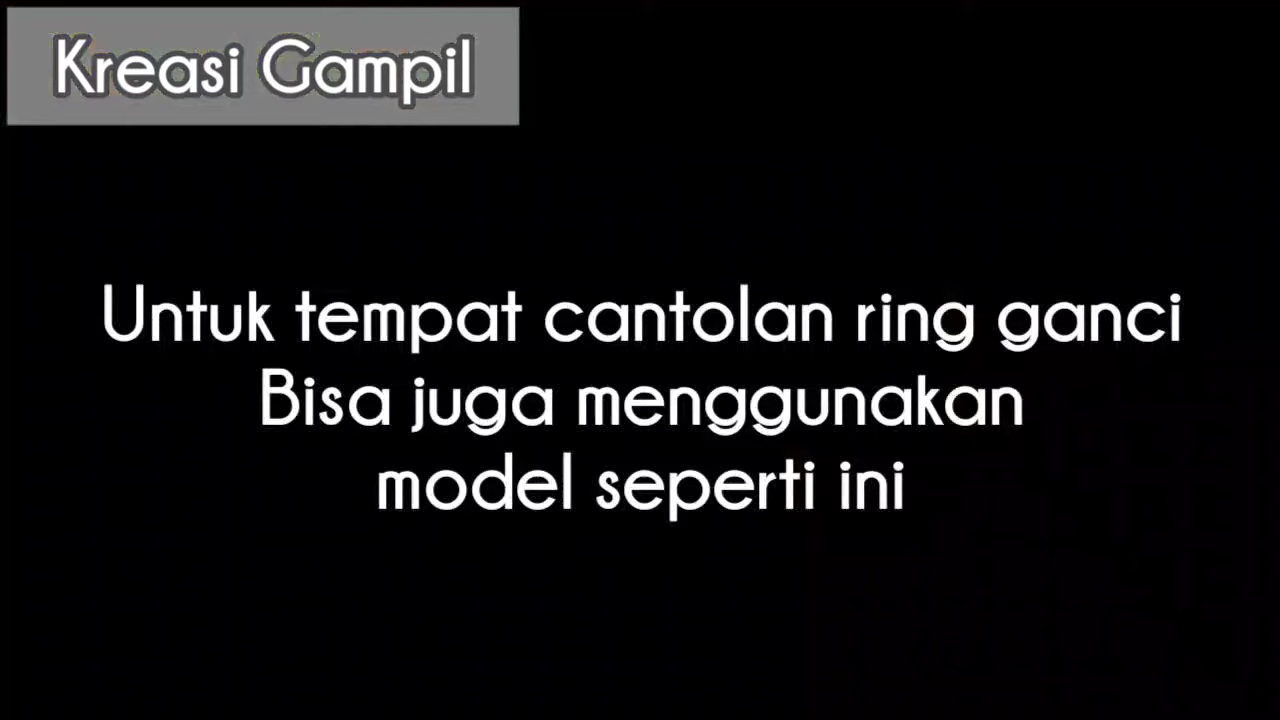 Kreasi Gampil
Untuk tempat cantolan ring ganci
Bisa juga menggunakan
model seperti ini